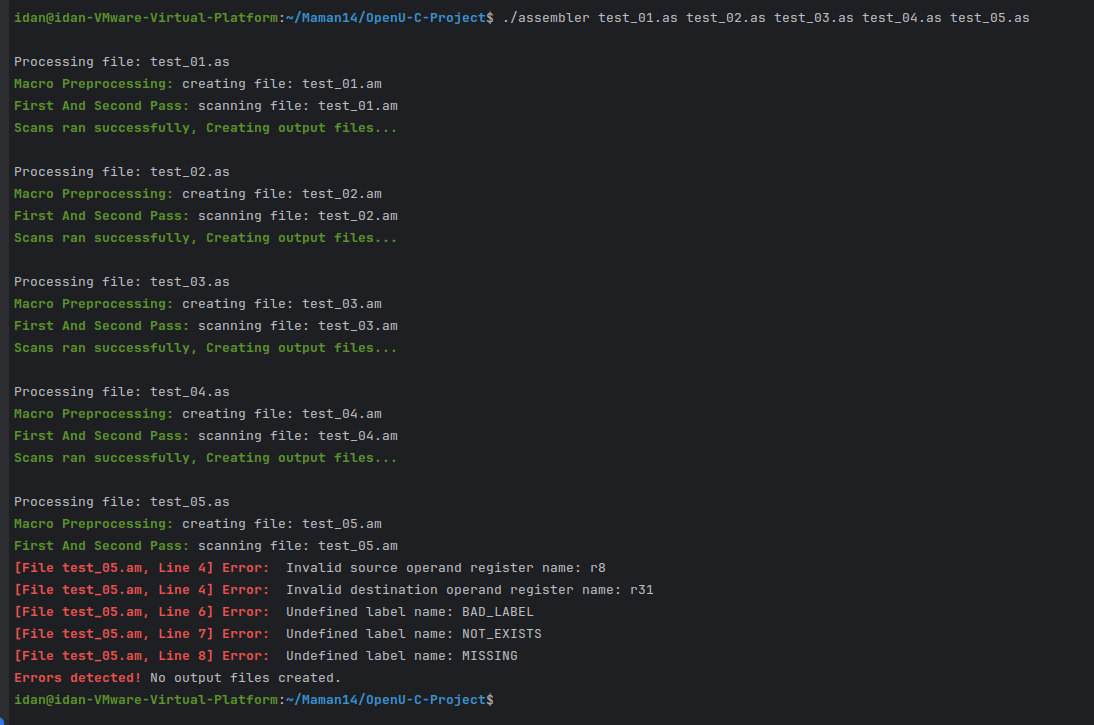 idan@idan-VMware-Virtual-Platform:~/Maman14/OpenU-C-Project$ ./assembler test_01.as test_02.as test_03.as test_04.as test_05.as
Processing file: test_01.as
Macro Preprocessing: creating file: test_01.am
First And Second Pass: scanning file: test_01.am
Scans ran successfully, Creating output files...
Processing file: test_02.as
Macro Preprocessing: creating file: test_02.am
First And Second Pass: scanning file: test_02.am
Scans ran successfully, Creating output files...
Processing file: test_03.as
Macro Preprocessing: creating file: test_03.am
First And Second Pass: scanning file: test_03.am
Scans ran successfully, Creating output files...
Processing file: test_04.as
Macro Preprocessing: creating file: test_04.am
First And Second Pass: scanning file: test_04.am
Scans ran successfully, Creating output files...
Processing file: test_05.as
Macro Preprocessing: creating file: test_05.am
First And Second Pass: scanning file: test_05.am
[File test_05.am, Line 4] Error:  Invalid source operand register name: r8
[File test_05.am, Line 4] Error:  Invalid destination operand register name: r31
[File test_05.am, Line 6] Error:  Undefined label name: BAD_LABEL
[File test_05.am, Line 7] Error:  Undefined label name: NOT_EXISTS
[File test_05.am, Line 8] Error:  Undefined label name: MISSING
Errors detected! No output files created.
idan@idan-VMware-Virtual-Platform:~/Maman14/OpenU-C-Project$